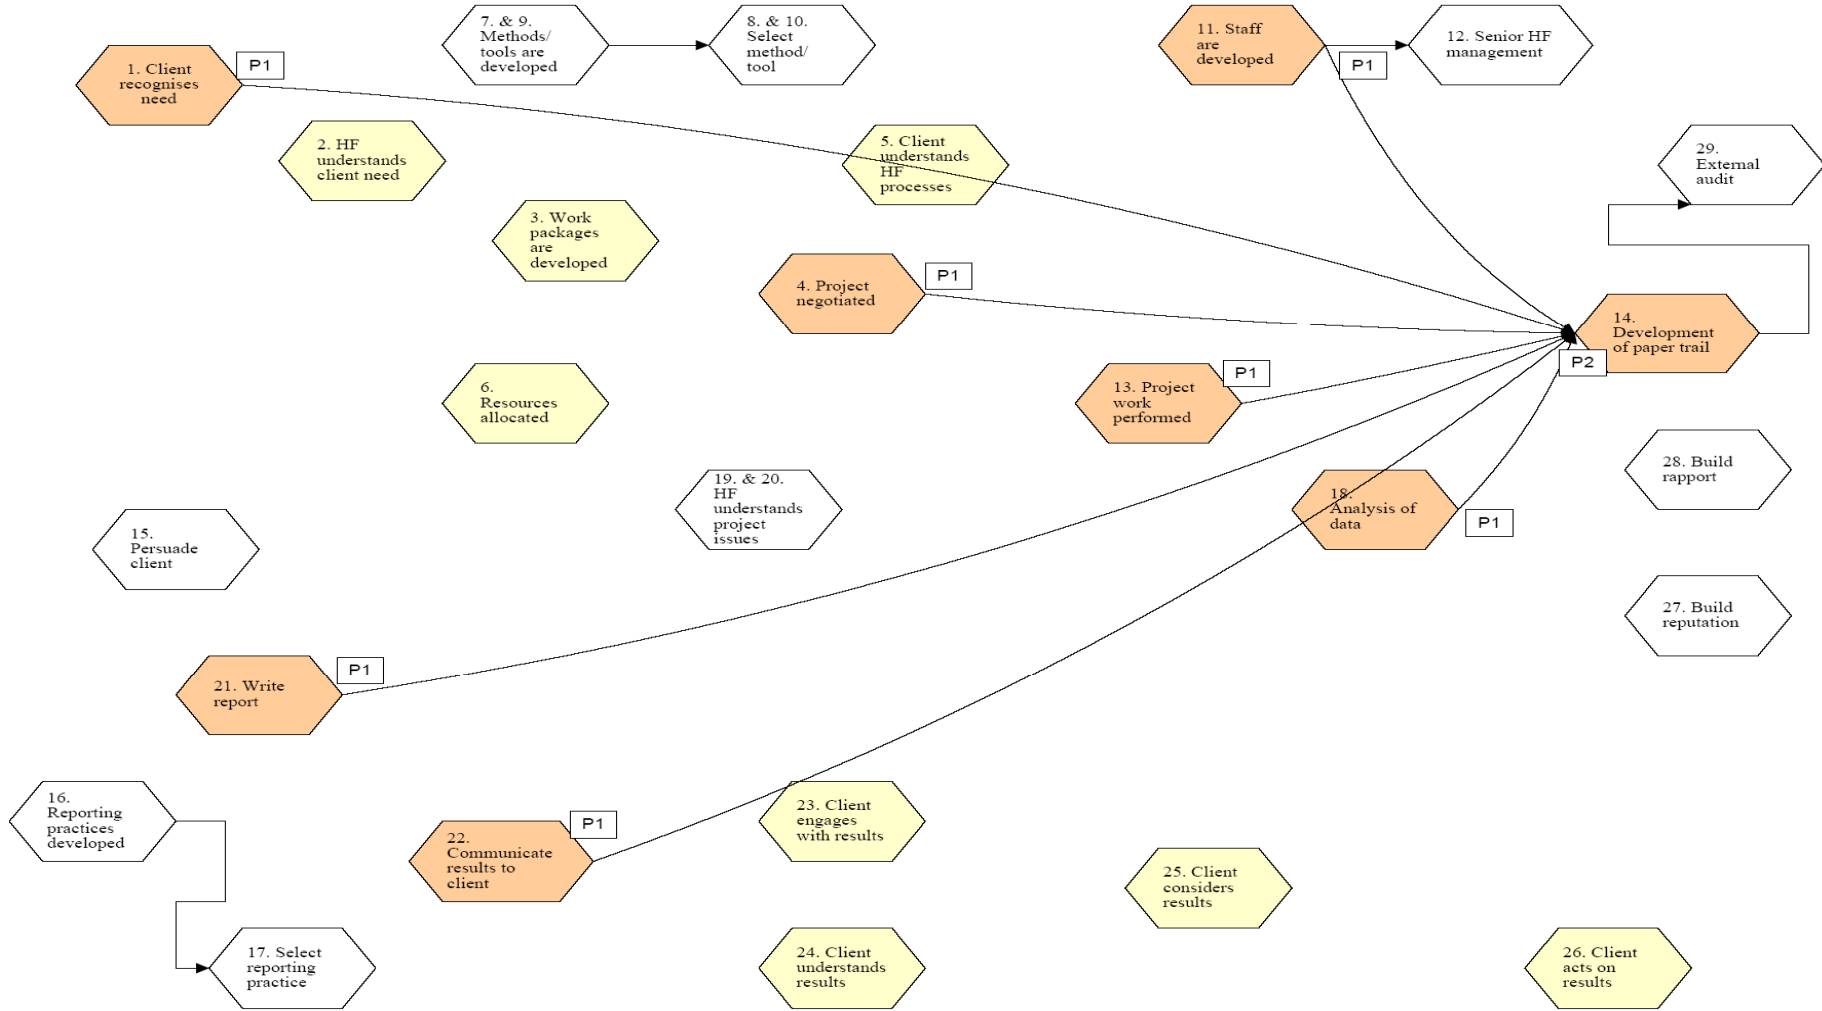 7. & 9.
Methods/
tools are
developed
8. & 10.
Select
method/
tool
11. Staff
are
developed
P1
12. Senior HF
management
1. Client
recognises
need
P1
2. HF
understands
client need
5. Client
understands
HF
processes
29.
External
audit
3. Work
packages
are
developed
4. Project
negotiated
P1
14.
Development
of paper trail
P2
6.
Resources
allocated
13. Project
work
performed
P1
19. & 20.
HF
understands
project
issues
18.
Analysis of
data
P1
28. Build
rapport
15.
Persuade
client
27. Build
reputation
21. Write
report
P1
16.
Reporting
practices
developed
22.
Communicate
results to
client
P1
23. Client
engages
with results
25. Client
considers
results
17. Select
reporting
practice
24. Client
understands
results
26. Client
acts on
results